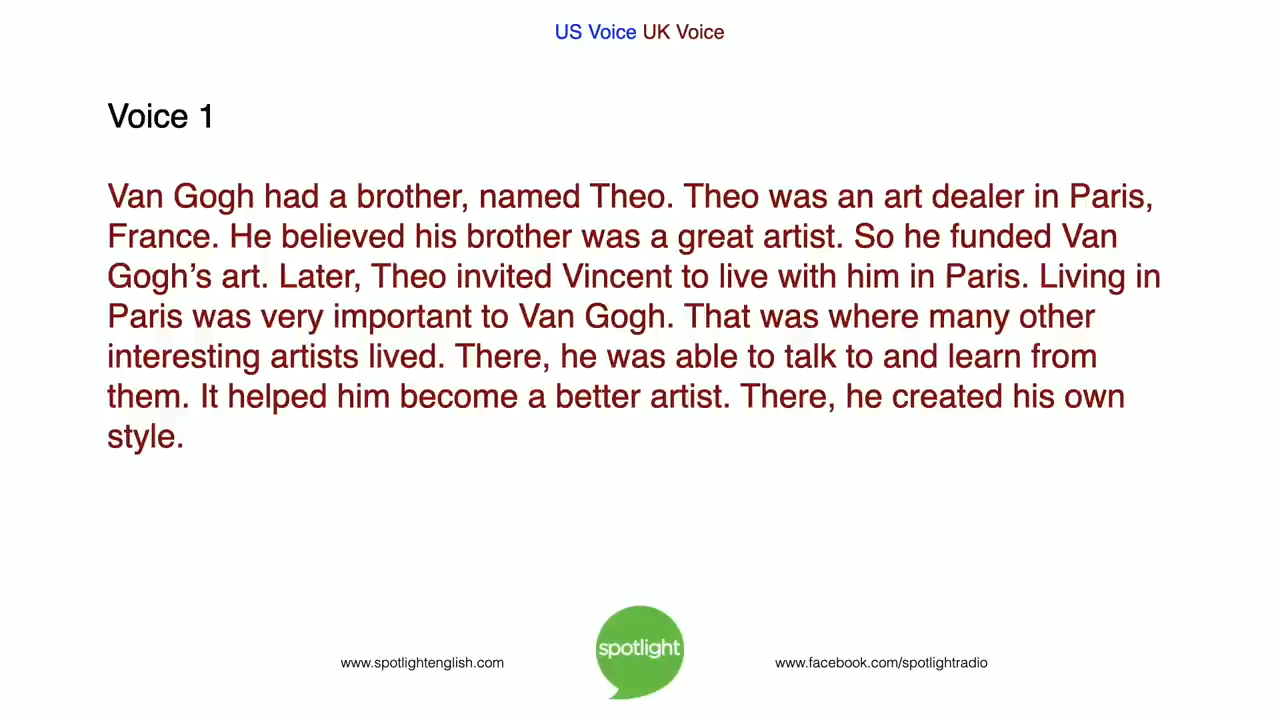 US Voice UK Voice
Voice 1
Van Gogh had a brother, named Theo. Theo was an art dealer in Paris,
France. He believed his brother was a great artist. So he funded Van
Gogh’s art. Later, Theo invited Vincent to live with him in Paris. Living in
Paris was very important to Van Gogh. That was where many other
interesting artists lived. There, he was able to talk to and learn from
them. It helped him become a better artist. There, he created his own
style.
www.spotlightenglish.com
spotlight
www.facebook.com/spotlightradio